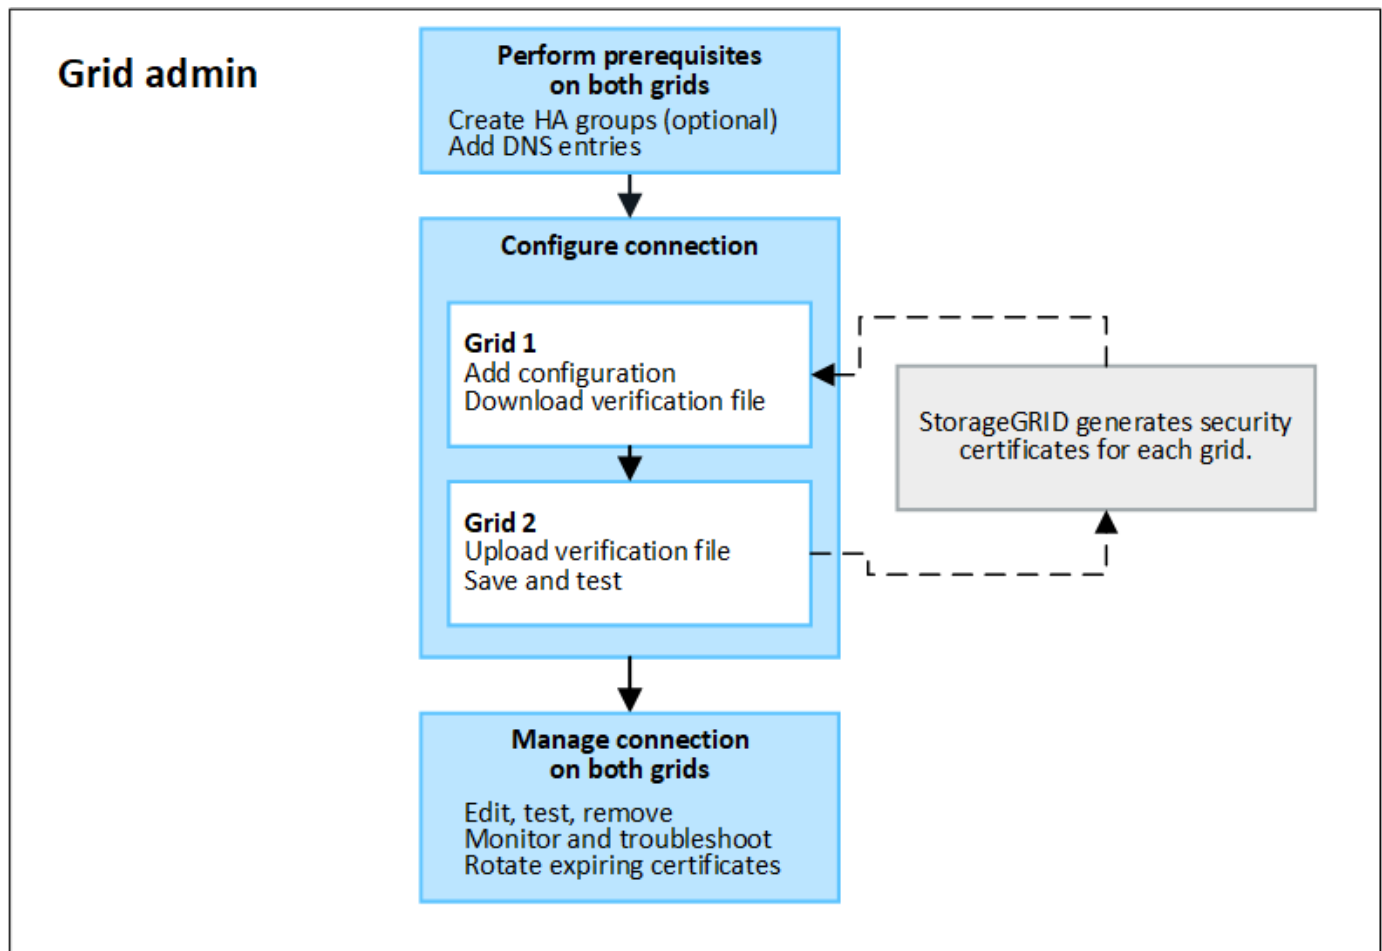 Grid admin
Perform prerequisites
on both grids
Create HA groups (optional)
Add DNS entries
Configure connection
Grid 1
Add configuration
Download verification file
StorageGRID generates security
certificates for each grid.
Grid 2
Upload verification file
Save and test
Manage connection
on both grids
Edit, test, remove
Monitor and troubleshoot
Rotate expiring certificates